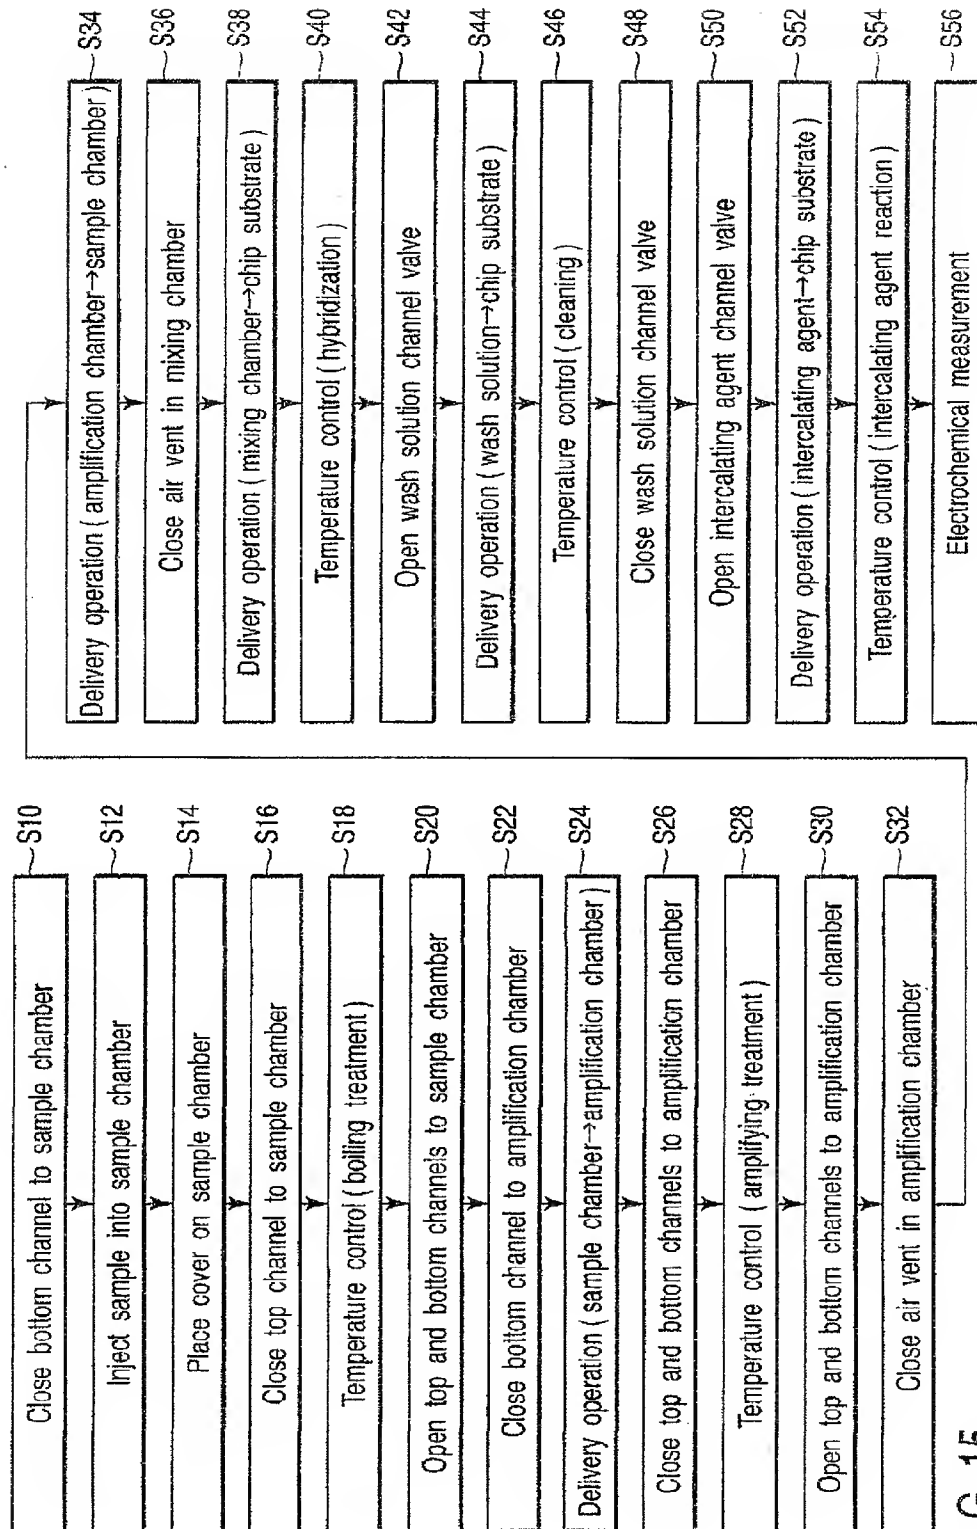 Close bottom channel to sample chamber
S10
Inject sample into sample chamber
S12
Place cover on sample chamber
S14
Close top channel to sample chamber
S16
Temperature control ( boiling treatment )
S18
Open top and bottom channels to sample chamber
S20
Close bottom channel to amplification chamber
S22
Delivery operation ( sample chamber→amplification chamber )
S24
Close top and bottom channels to amplification chamber
S26
Temperature control ( amplifying treatment )
S28
Open top and bottom channels to amplification chamber
S30
Close air vent in amplification chamber
S32
Delivery operation ( amplification chamber→sample chamber )
S34
Close air vent in mixing chamber
S36
Delivery operation ( mixing chamber→chip substrate )
S38
Temperature control ( hybridization )
S40
Open wash solution channel valve
S42
Delivery operation ( wash solution→chip substrate )
S44
Temperature control ( cleaning )
S46
Close wash solution channel valve
S48
Open intercalating agent channel valve
S50
Delivery operation ( intercalating agent→chip substrate )
S52
Temperature control ( intercalating agent reaction )
S54
Electrochemical measurement
S56
G. 15